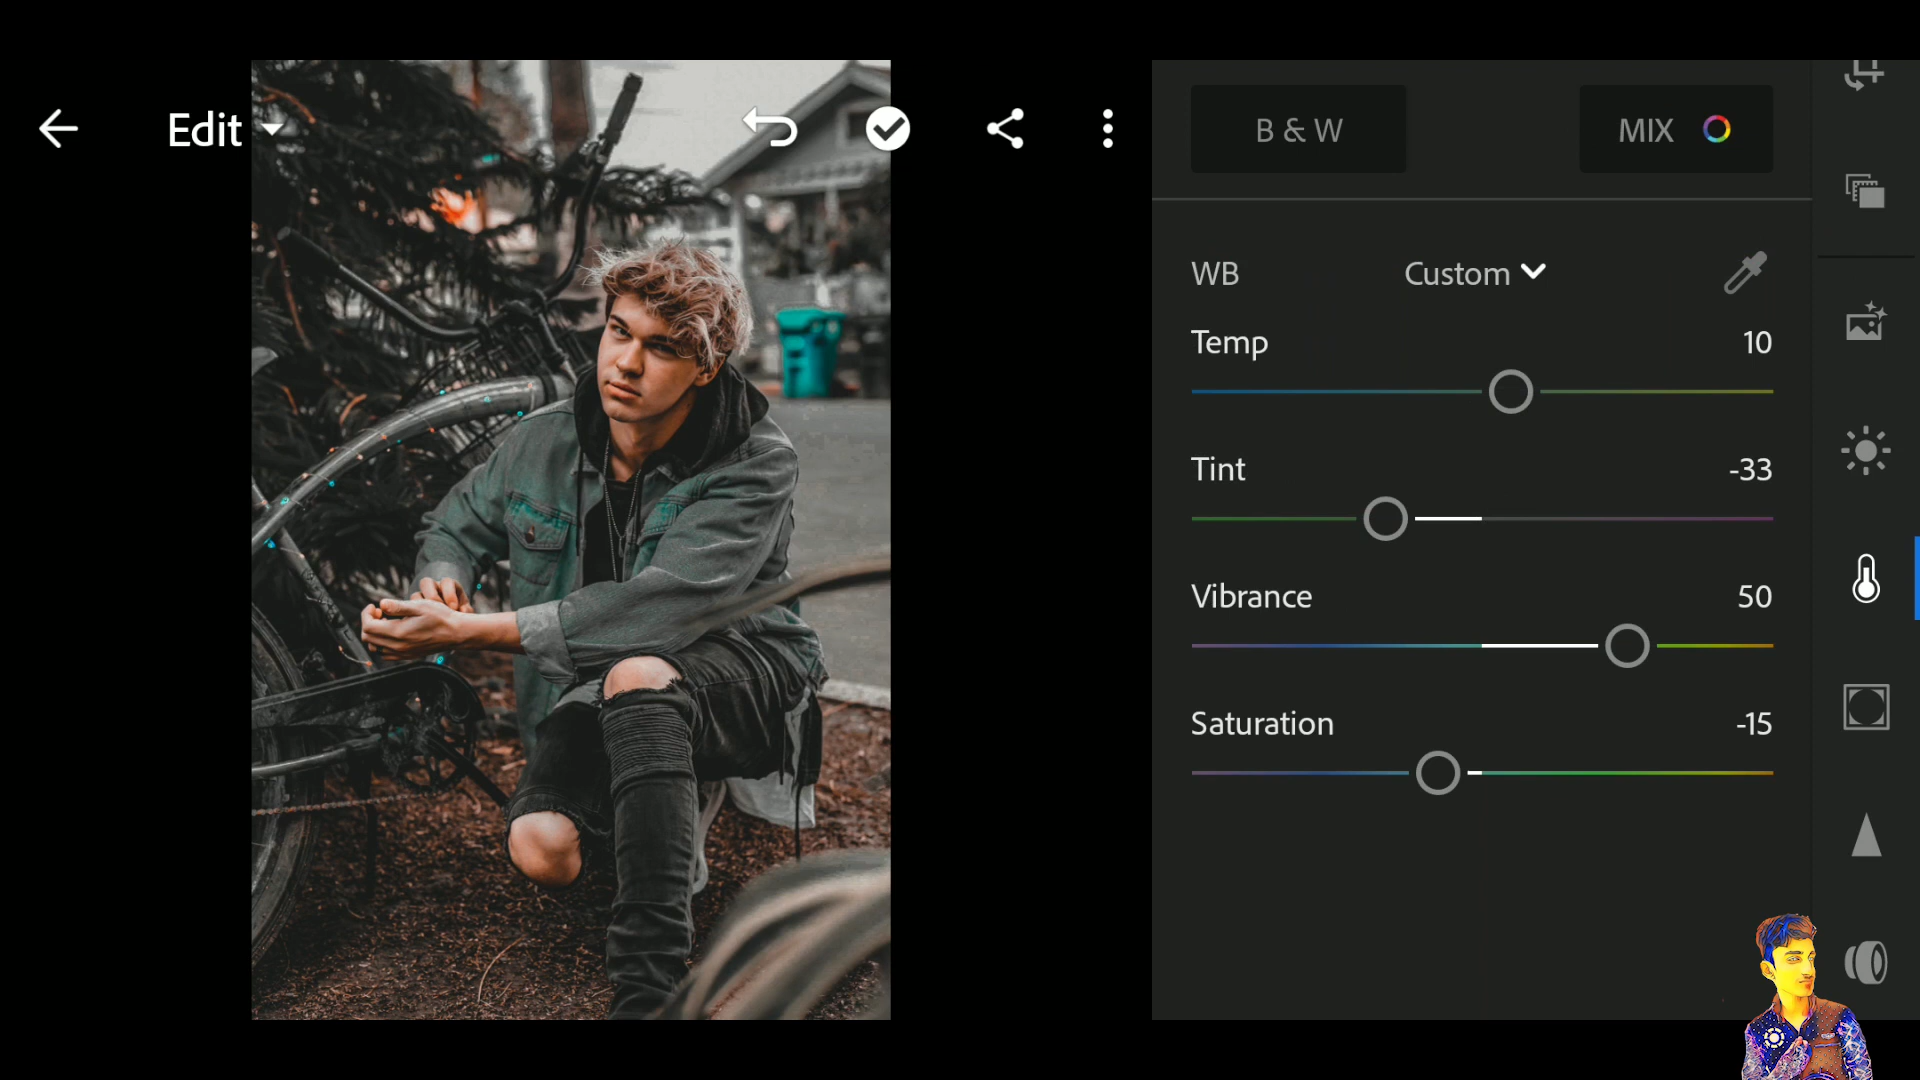 Edit
B & W
MIX
WB
Custom
Temp
10
Tint
-33
Vibrance
50
Saturation
-15